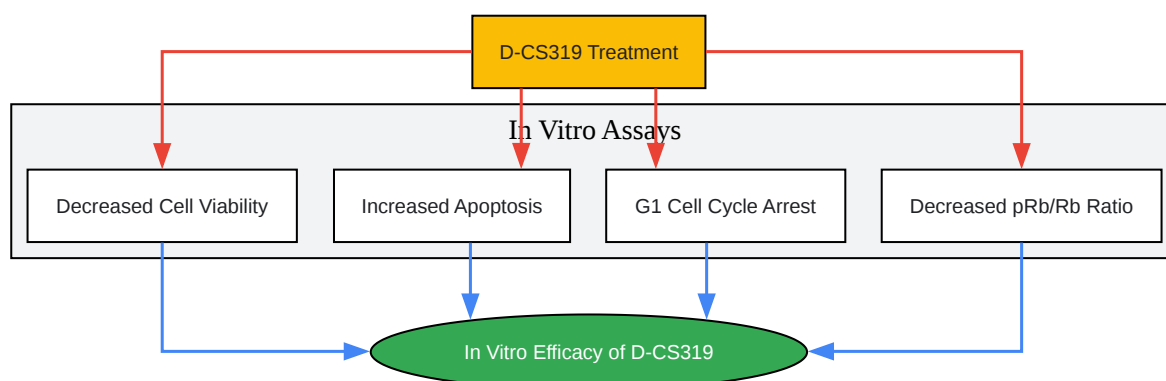 D-CS319 Treatment
In Vitro Assays
Decreased Cell Viability
Increased Apoptosis
G1 Cell Cycle Arrest
Decreased pRb/Rb Ratio
In Vitro Efficacy of D-CS319